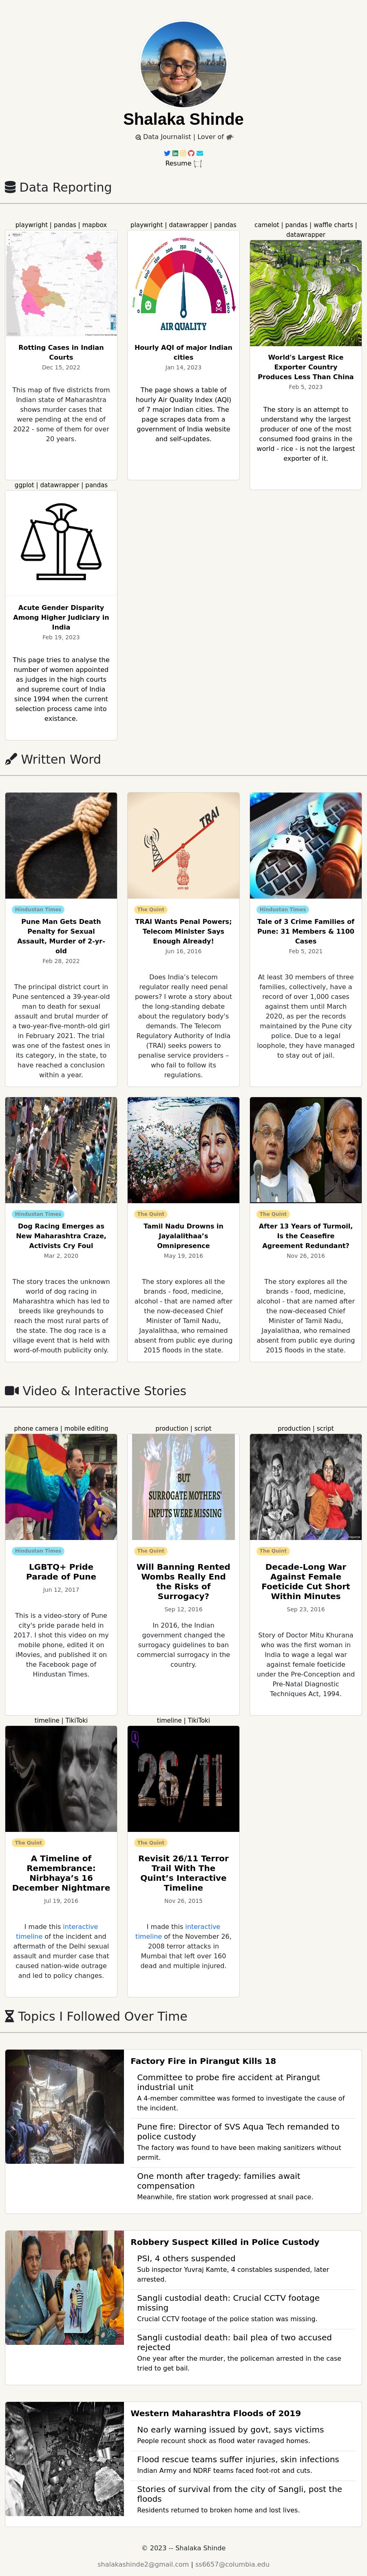 Shalaka Shinde
Data Journalist | Lover of
Resume
Data Reporting
playwright | pandas | mapbox
Rotting Cases in Indian
Courts
Dec 15, 2022
This map of five districts from
Indian state of Maharashtra
shows murder cases that
were pending at the end of
2022 - some of them for over
20 years.
playwright | datawrapper | pandas
AIR QUALITY
Hourly AQI of major Indian
cities
Jan 14, 2023
The page shows a table of
hourly Air Quality Index (AQI)
of 7 major Indian cities. The
page scrapes data from a
government of India website
and self-updates.
camelot | pandas | waffle charts |
datawrapper
World's Largest Rice
Exporter Country
Produces Less Than China
Feb 5, 2023
The story is an attempt to
understand why the largest
producer of one of the most
consumed food grains in the
world - rice - is not the largest
exporter of it.
ggplot | datawrapper | pandas
Acute Gender Disparity
Among Higher Judiciary in
India
Feb 19, 2023
This page tries to analyse the
number of women appointed
as judges in the high courts
and supreme court of India
since 1994 when the current
selection process came into
existance.
Written Word
Hindustan Times
Pune Man Gets Death
Penalty for Sexual
Assault, Murder of 2-yr-
old
Feb 28, 2022
The principal district court in
Pune sentenced a 39-year-old
man to death for sexual
assault and brutal murder of
a two-year-five-month-old girl
in February 2021. The trial
was one of the fastest ones in
its category, in the state, to
have reached a conclusion
within a year.
TRAI
The Quint
TRAI Wants Penal Powers;
Telecom Minister Says
Enough Already!
Jun 16, 2016
Does India’s telecom
regulator really need penal
powers? I wrote a story about
the long-standing debate
about the regulatory body's
demands. The Telecom
Regulatory Authority of India
(TRAI) seeks powers to
penalise service providers –
who fail to follow its
regulations.
Hindustan Times
Tale of 3 Crime Families of
Pune: 31 Members & 1100
Cases
Feb 5, 2021
At least 30 members of three
families, collectively, have a
record of over 1,000 cases
against them until March
2020, as per the records
maintained by the Pune city
police. Due to a legal
loophole, they have managed
to stay out of jail.
Hindustan Times
Dog Racing Emerges as
New Maharashtra Craze,
Activists Cry Foul
Mar 2, 2020
The story traces the unknown
world of dog racing in
Maharashtra which has led to
breeds like greyhounds to
reach the most rural parts of
the state. The dog race is a
village event that is held with
word-of-mouth publicity only.
The Quint
Tamil Nadu Drowns in
Jayalalithaa’s
Omnipresence
May 19, 2016
The story explores all the
brands - food, medicine,
alcohol - that are named after
the now-deceased Chief
Minister of Tamil Nadu,
Jayalalithaa, who remained
absent from public eye during
2015 floods in the state.
The Quint
After 13 Years of Turmoil,
Is the Ceasefire
Agreement Redundant?
Nov 26, 2016
The story explores all the
brands - food, medicine,
alcohol - that are named after
the now-deceased Chief
Minister of Tamil Nadu,
Jayalalithaa, who remained
absent from public eye during
2015 floods in the state.
Video & Interactive Stories
phone camera | mobile editing
Hindustan Times
LGBTQ+ Pride
Parade of Pune
Jun 12, 2017
This is a video-story of Pune
city's pride parade held in
2017. I shot this video on my
mobile phone, edited it on
iMovies, and published it on
the Facebook page of
Hindustan Times.
production | script
BUT
SURROGATE MOTHERS'
INPUTS WERE MISSING
The Quint
Will Banning Rented
Wombs Really End
the Risks of
Surrogacy?
Sep 12, 2016
In 2016, the Indian
government changed the
surrogacy guidelines to ban
commercial surrogacy in the
country.
production | script
The Quint
Decade-Long War
Against Female
Foeticide Cut Short
Within Minutes
Sep 23, 2016
Story of Doctor Mitu Khurana
who was the first woman in
India to wage a legal war
against female foeticide
under the Pre-Conception and
Pre-Natal Diagnostic
Techniques Act, 1994.
timeline | TikiToki
The Quint
A Timeline of
Remembrance:
Nirbhaya’s 16
December Nightmare
Jul 19, 2016
I made this interactive
timeline of the incident and
aftermath of the Delhi sexual
assault and murder case that
caused nation-wide outrage
and led to policy changes.
timeline | TikiToki
26/11
The Quint
Revisit 26/11 Terror
Trail With The
Quint’s Interactive
Timeline
Nov 26, 2015
I made this interactive
timeline of the November 26,
2008 terror attacks in
Mumbai that left over 160
dead and multiple injured.
Topics I Followed Over Time
Factory Fire in Pirangut Kills 18
Committee to probe fire accident at Pirangut
industrial unit
A 4-member committee was formed to investigate the cause of
the incident.
Pune fire: Director of SVS Aqua Tech remanded to
police custody
The factory was found to have been making sanitizers without
permit.
One month after tragedy: families await
compensation
Meanwhile, fire station work progressed at snail pace.
Robbery Suspect Killed in Police Custody
PSI, 4 others suspended
Sub inspector Yuvraj Kamte, 4 constables suspended, later
arrested.
Sangli custodial death: Crucial CCTV footage
missing
Crucial CCTV footage of the police station was missing.
Sangli custodial death: bail plea of two accused
rejected
One year after the murder, the policeman arrested in the case
tried to get bail.
Western Maharashtra Floods of 2019
No early warning issued by govt, says victims
People recount shock as flood water ravaged homes.
Flood rescue teams suffer injuries, skin infections
Indian Army and NDRF teams faced foot-rot and cuts.
Stories of survival from the city of Sangli, post the
floods
Residents returned to broken home and lost lives.
© 2023 -- Shalaka Shinde
shalakashinde2@gmail.com | ss6657@columbia.edu